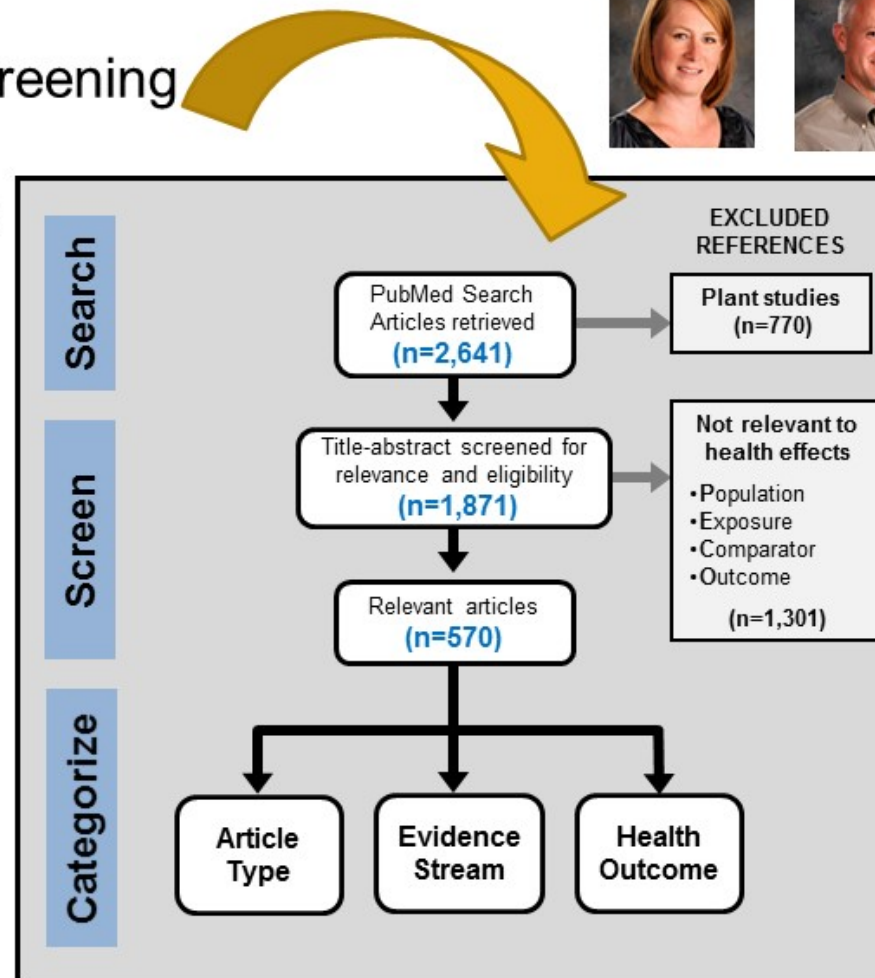 reening
Search
EXCLUDED
REFERENCES
PubMed Search
Articles retrieved
(n=2,641)
Plant studies
(n=770)
Screen
Title-abstract screened for
relevance and eligibility
(n=1,871)
Not relevant to
health effects
•Population
•Exposure
•Comparator
•Outcome
(n=1,301)
Relevant articles
(n=570)
Categorize
Article
Type
Evidence
Stream
Health
Outcome